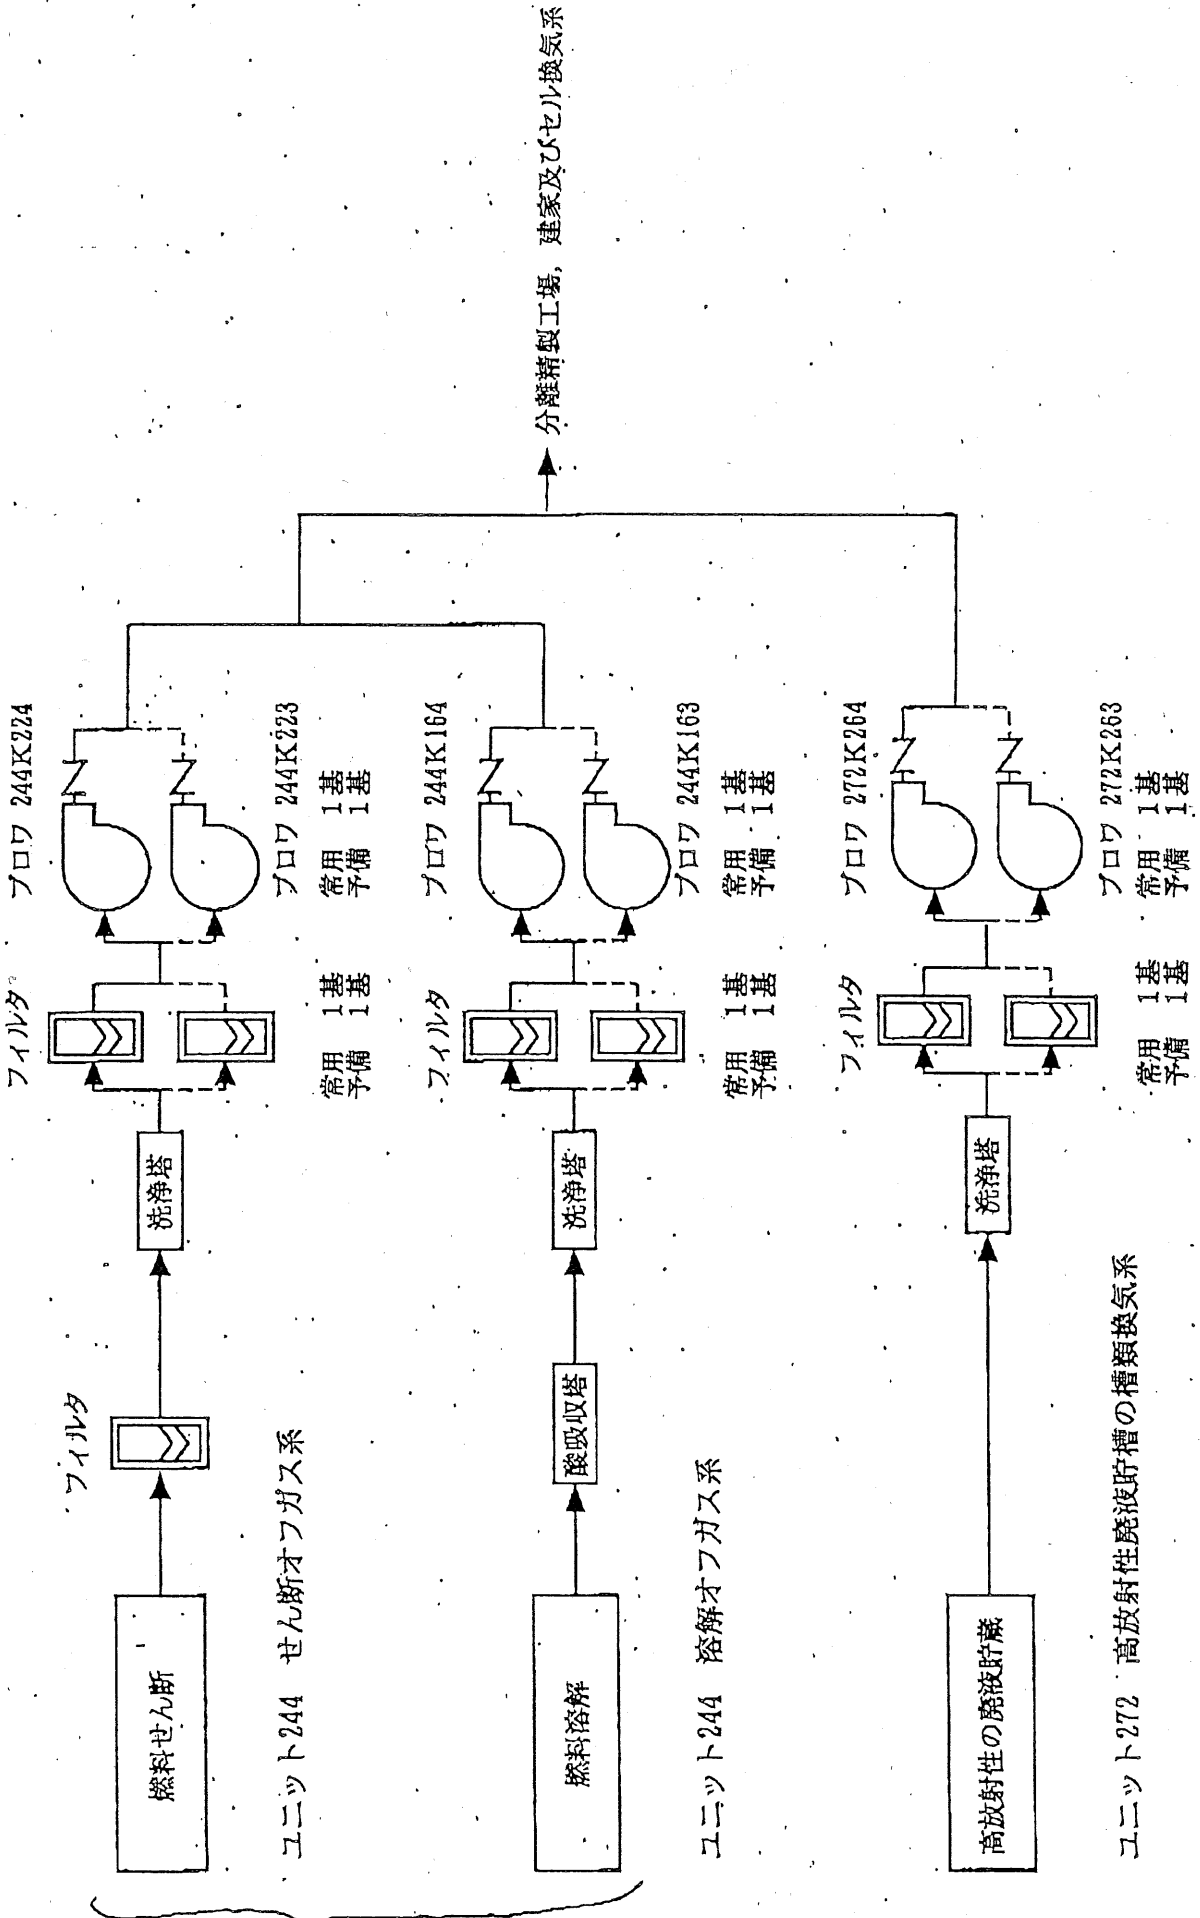 燃料せん断
フィルタ
洗浄塔
フィルタ
常用 1基
予備 1基
ブロワ 244K224
ブロワ 244K223
常用 1基
予備 1基
ユニット244 せん断オフガス系
燃料溶解
酸吸収塔
洗浄塔
フィルタ
常用 1基
予備 1基
ブロワ 244K164
ブロワ 244K163
常用 1基
予備 1基
ユニット244 溶解オフガス系
高放射性の廃液貯蔵
洗浄塔
フィルタ
常用 1基
予備 1基
ブロワ 272K264
ブロワ 272K263
常用 1基
予備 1基
ユニット272 高放射性廃液貯槽の槽類換気系
分離精製工場, 建家及びセル換気系